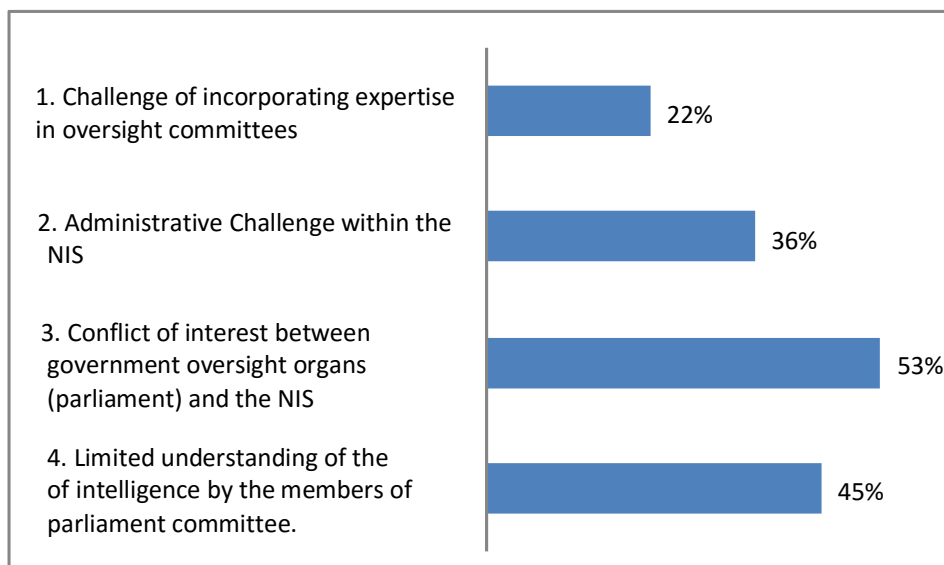 1. Challenge of incorporating expertise
in oversight committees
22%
2. Administrative Challenge within the
NIS
36%
3. Conflict of interest between
government oversight organs
(parliament) and the NIS
53%
4. Limited understanding of the
of intelligence by the members of
parliament committee.
45%